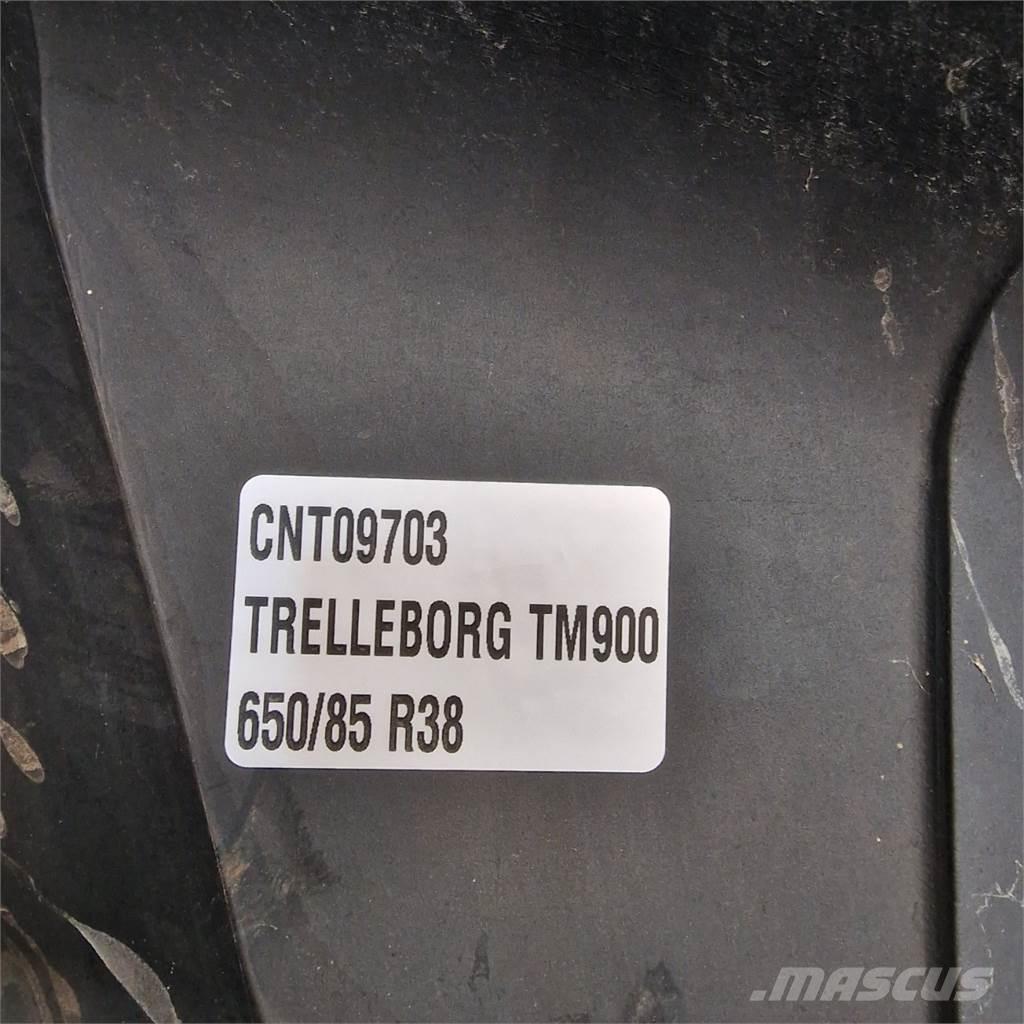 CNT09703
TRELLEBORG TM900
650/85 R38
.MASCUS